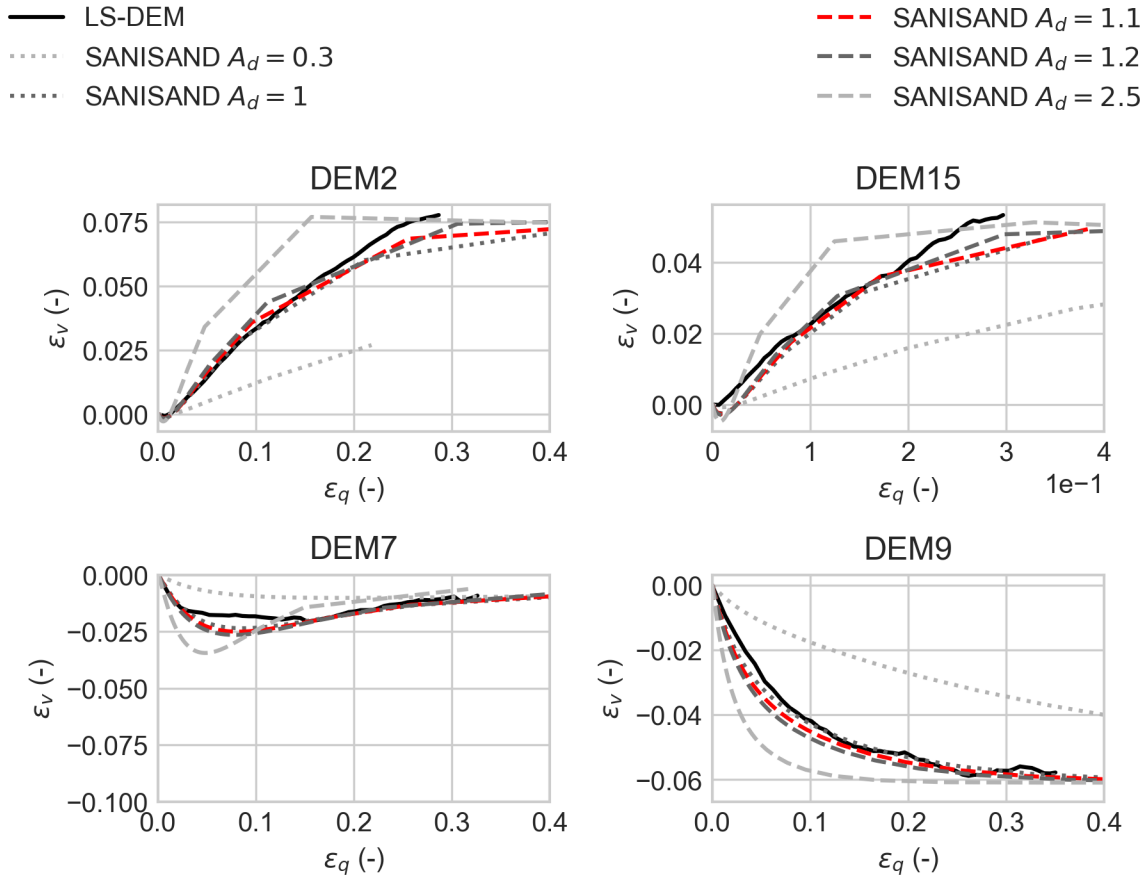 LS-DEM
SANISAND A_d = 0.3
SANISAND A_d = 1
SANISAND A_d = 1.1
SANISAND A_d = 1.2
SANISAND A_d = 2.5
DEM2
0.075
0.050
0.025
0.000
ε_v (-)
0.0 0.1 0.2 0.3 0.4
ε_q (-)
DEM15
0.04
0.02
0.00
ε_v (-)
0 1 2 3 4
ε_q (-)
1e−1
DEM7
0.000
−0.025
−0.050
−0.075
−0.100
ε_v (-)
0.0 0.1 0.2 0.3 0.4
ε_q (-)
DEM9
0.00
−0.02
−0.04
−0.06
ε_v (-)
0.0 0.1 0.2 0.3 0.4
ε_q (-)